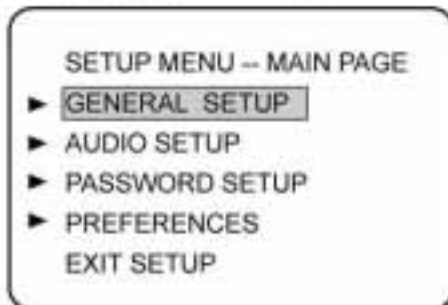 SETUP MENU -- MAIN PAGE
GENERAL SETUP
AUDIO SETUP
PASSWORD SETUP
PREFERENCES
EXIT SETUP